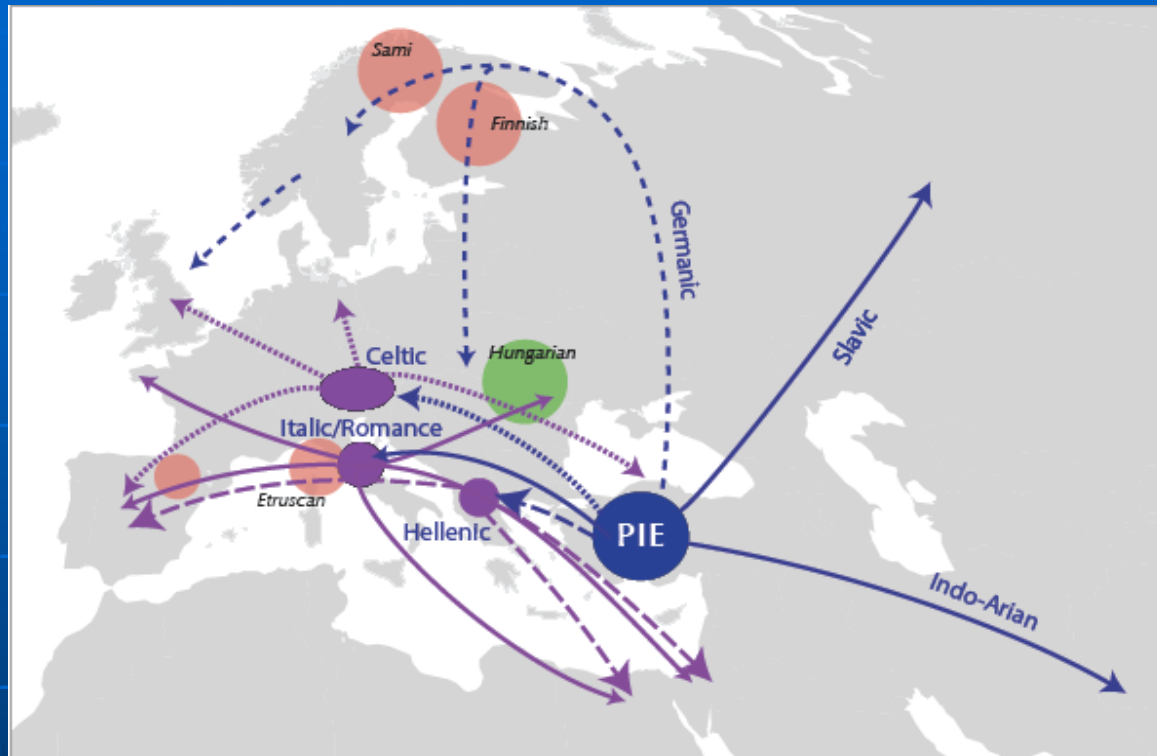 Sami
Finnish
Germanic
Slavic
Hungarian
Celtic
Italic/Romance
Etruscan
Hellenic
PIE
Indo-Arian